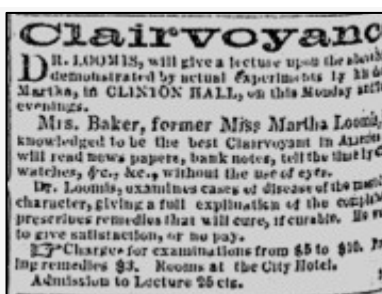 Clairvoyanc
DR. LOOMIS, will give a lecture upon the above
demonstrated by actual Experiments by his
Martha, in CLINTON HALL, on this Monday
evenings.
Mrs. Baker, former Miss Martha Loomis,
knowledged to be the best Clairvoyant in
will read news papers, bank notes, tell the time by
watches, &c., &c., without the use of eyes.
Dr. Loomis, examines cases of disease of the
character, giving a full explination of the
prescribes remedies that will cure, if curable. He
to give satisfaction, or no pay.
Charge for examinations from $5 to $10.
ing remedies $3. Rooms at the City Hotel.
Admission to Lecture 25 cts.